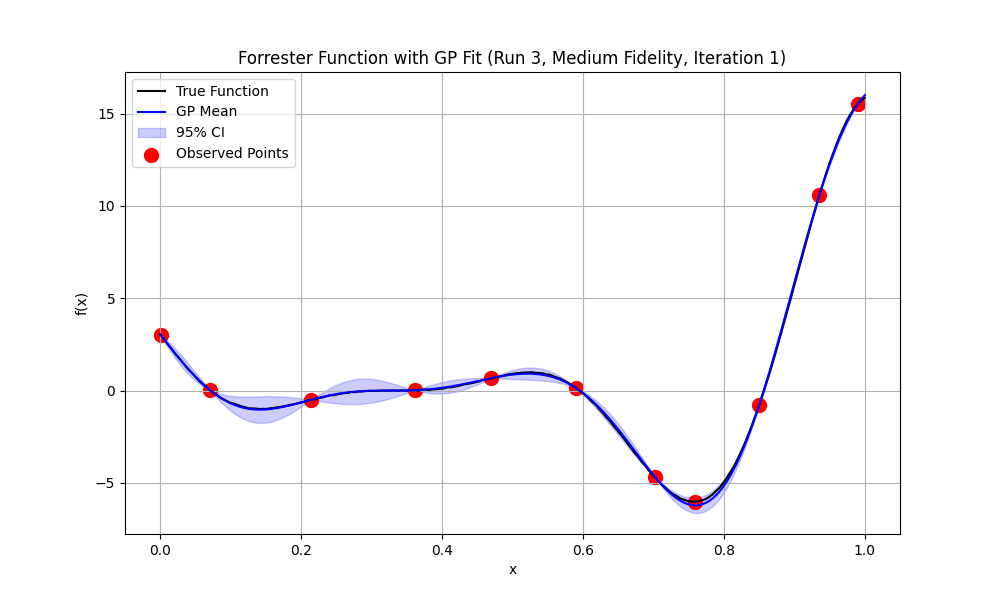 Forrester Function with GP Fit (Run 3, Medium Fidelity, Iteration 1)
True Function
GP Mean
95% CI
Observed Points
15
10
5
0
−5
f(x)
0.0 0.2 0.4 0.6 0.8 1.0
x